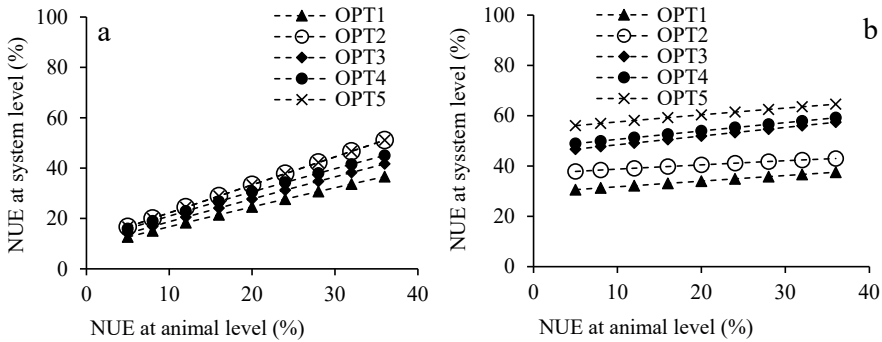 a
NUE at system level (%)
100
80
60
40
20
0
OPT1
OPT2
OPT3
OPT4
OPT5
0 10 20 30 40
NUE at animal level (%)
b
NUE at sysstem level (%)
100
80
60
40
20
0
OPT1
OPT2
OPT3
OPT4
OPT5
0 10 20 30 40
NUE at animal level (%)